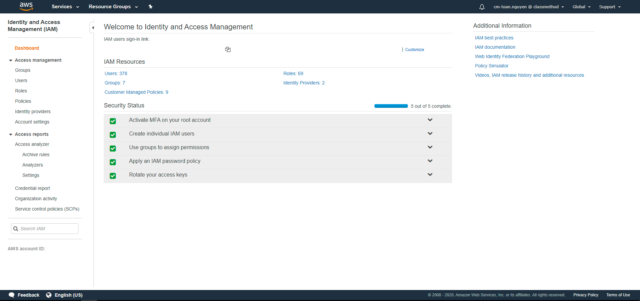 aws
Services
Resource Groups
Global
Support
Identity and Access
Management (IAM)
Dashboard
Access management
Groups
Users
Roles
Policies
Identity providers
Account settings
Access reports
Access analyzer
Archive rules
Analyzers
Settings
Credential report
Organization activity
Service control policies (SCPs)
Search IAM
AWS account ID:
Welcome to Identity and Access Management
IAM users sign-in link:
Customize
IAM Resources
Users: 378
Roles: 69
Groups: 7
Identity Providers: 2
Customer Managed Policies: 9
Security Status
5 out of 5 complete.
Activate MFA on your root account
Create individual IAM users
Use groups to assign permissions
Apply an IAM password policy
Rotate your access keys
Additional Information
IAM best practices
IAM documentation
Web Identity Federation Playground
Policy Simulator
Videos, IAM release history and additional resources
Feedback
English (US)
© 2008 - 2020, Amazon Web Services, Inc. or its affiliates. All rights reserved.
Privacy Policy
Terms of Use